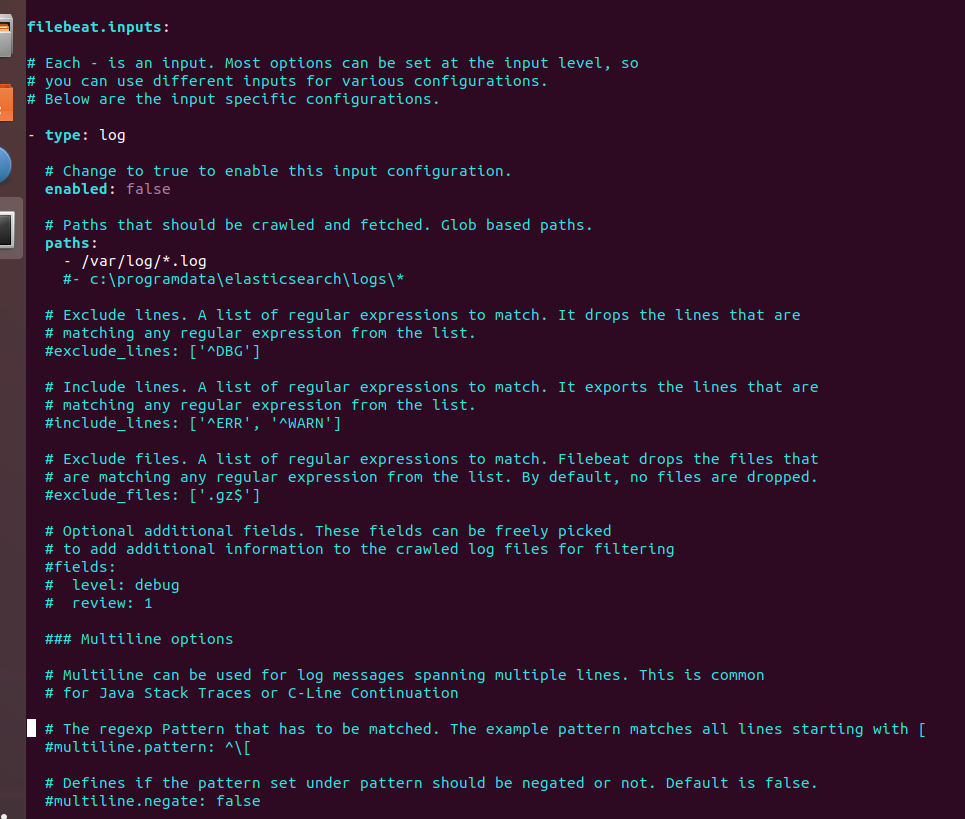 filebeat.inputs:
# Each - is an input. Most options can be set at the input level, so
# you can use different inputs for various configurations.
# Below are the input specific configurations.
- type: log
# Change to true to enable this input configuration.
enabled: false
# Paths that should be crawled and fetched. Glob based paths.
paths:
- /var/log/*.log
#- c:\programdata\elasticsearch\logs\*
# Exclude lines. A list of regular expressions to match. It drops the lines that are
# matching any regular expression from the list.
#exclude_lines: ['^DBG']
# Include lines. A list of regular expressions to match. It exports the lines that are
# matching any regular expression from the list.
#include_lines: ['^ERR', '^WARN']
# Exclude files. A list of regular expressions to match. Filebeat drops the files that
# are matching any regular expression from the list. By default, no files are dropped.
#exclude_files: ['.gz$']
# Optional additional fields. These fields can be freely picked
# to add additional information to the crawled log files for filtering
#fields:
#  level: debug
#  review: 1
### Multiline options
# Multiline can be used for log messages spanning multiple lines. This is common
# for Java Stack Traces or C-Line Continuation
# The regexp Pattern that has to be matched. The example pattern matches all lines starting with [
#multiline.pattern: ^\[
# Defines if the pattern set under pattern should be negated or not. Default is false.
#multiline.negate: false